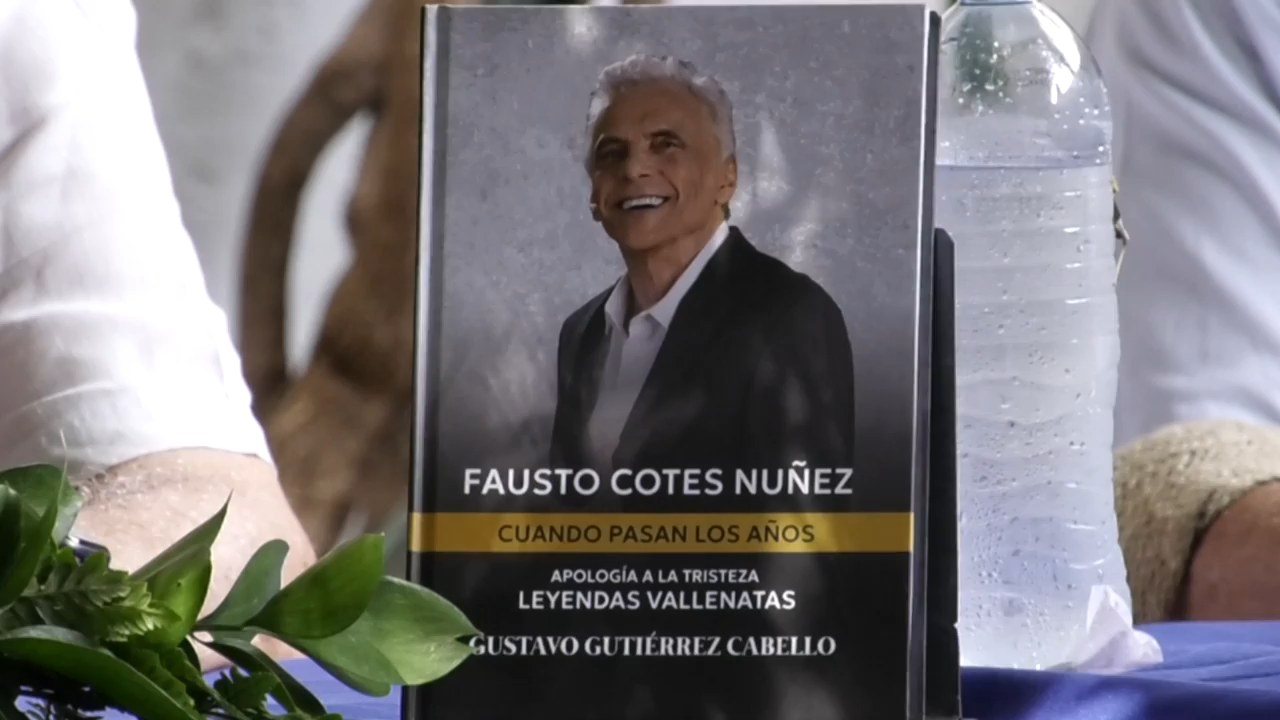 FAUSTO COTES NUÑEZ
CUANDO PASAN LOS AÑOS
APOLOGÍA A LA TRISTEZA
LEYENDAS VALLENATAS
GUSTAVO GUTIÉRREZ CABELLO